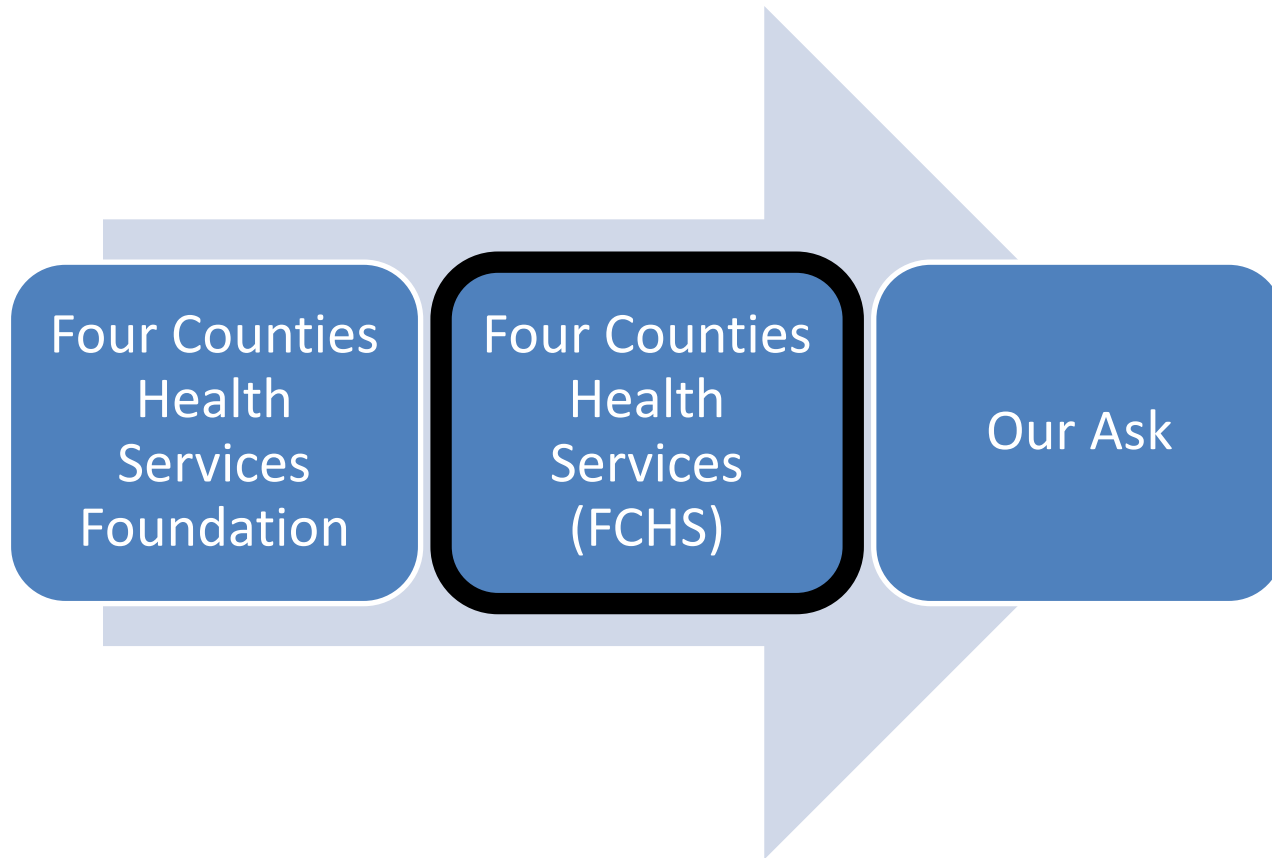 Four Counties
Health
Services
Foundation
Four Counties
Health
Services
(FCHS)
Our Ask